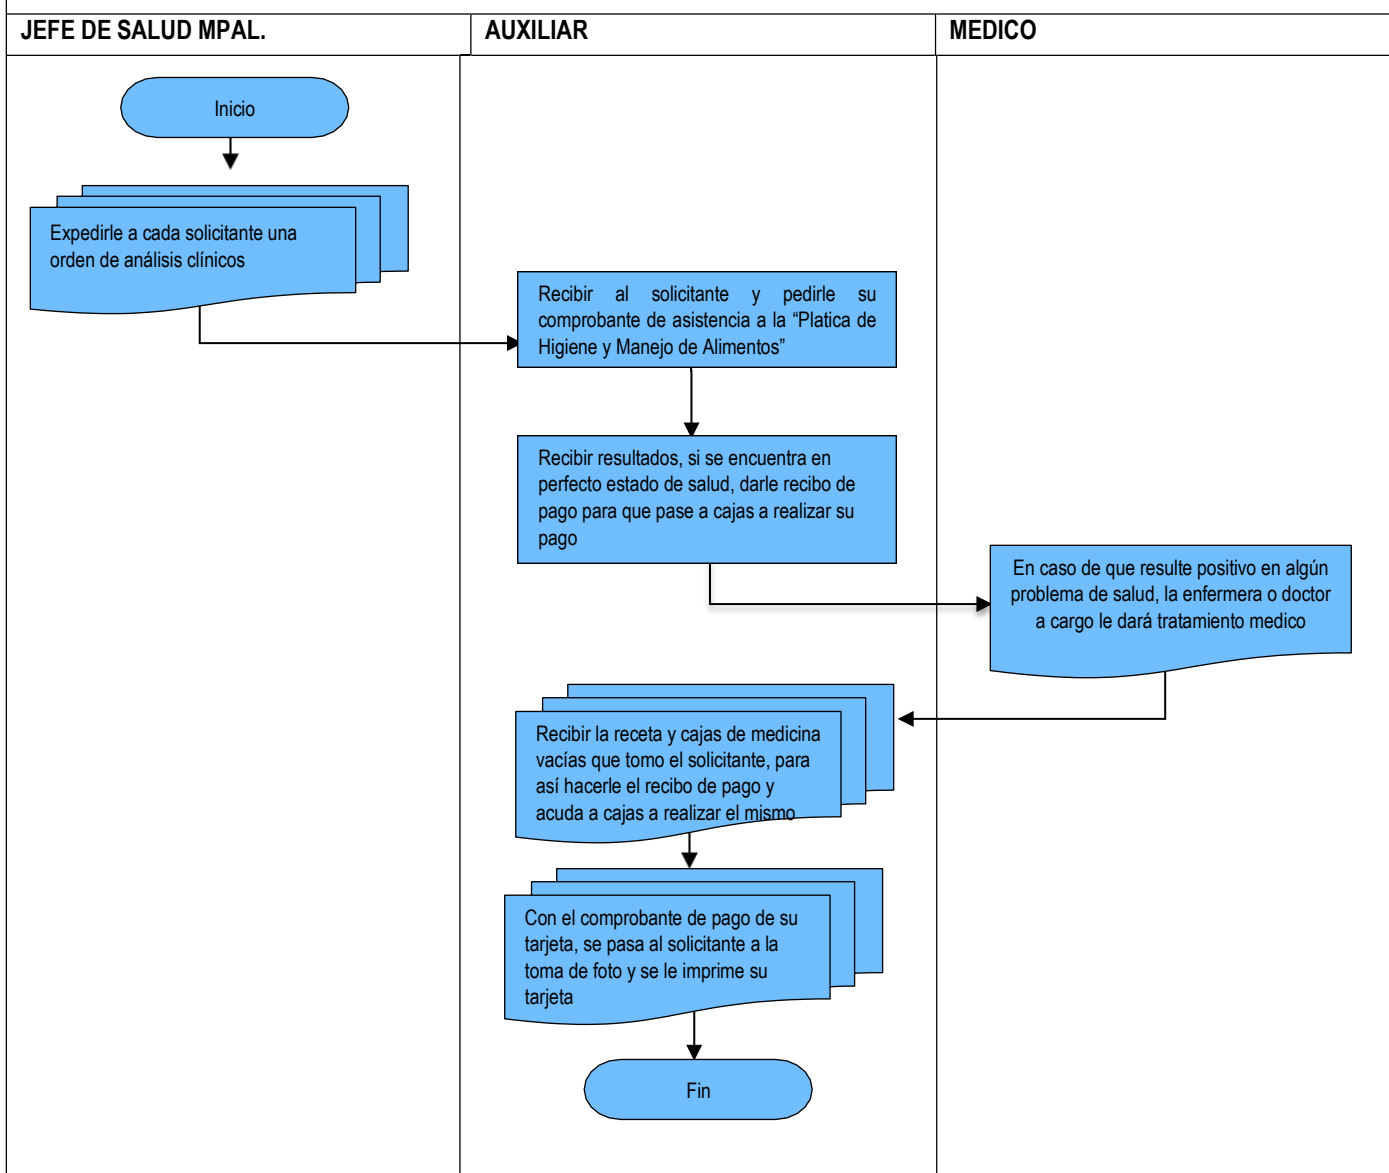 JEFE DE SALUD MPAL.
AUXILIAR
MEDICO
Inicio
Expedirle a cada solicitante una
orden de análisis clínicos
Recibir al solicitante y pedirle su
comprobante de asistencia a la “Platica de
Higiene y Manejo de Alimentos”
Recibir resultados, si se encuentra en
perfecto estado de salud, darle recibo de
pago para que pase a cajas a realizar su
pago
En caso de que resulte positivo en algún
problema de salud, la enfermera o doctor
a cargo le dará tratamiento medico
Recibir la receta y cajas de medicina
vacías que tomo el solicitante, para
así hacerle el recibo de pago y
acuda a cajas a realizar el mismo
Con el comprobante de pago de su
tarjeta, se pasa al solicitante a la
toma de foto y se le imprime su
tarjeta
Fin